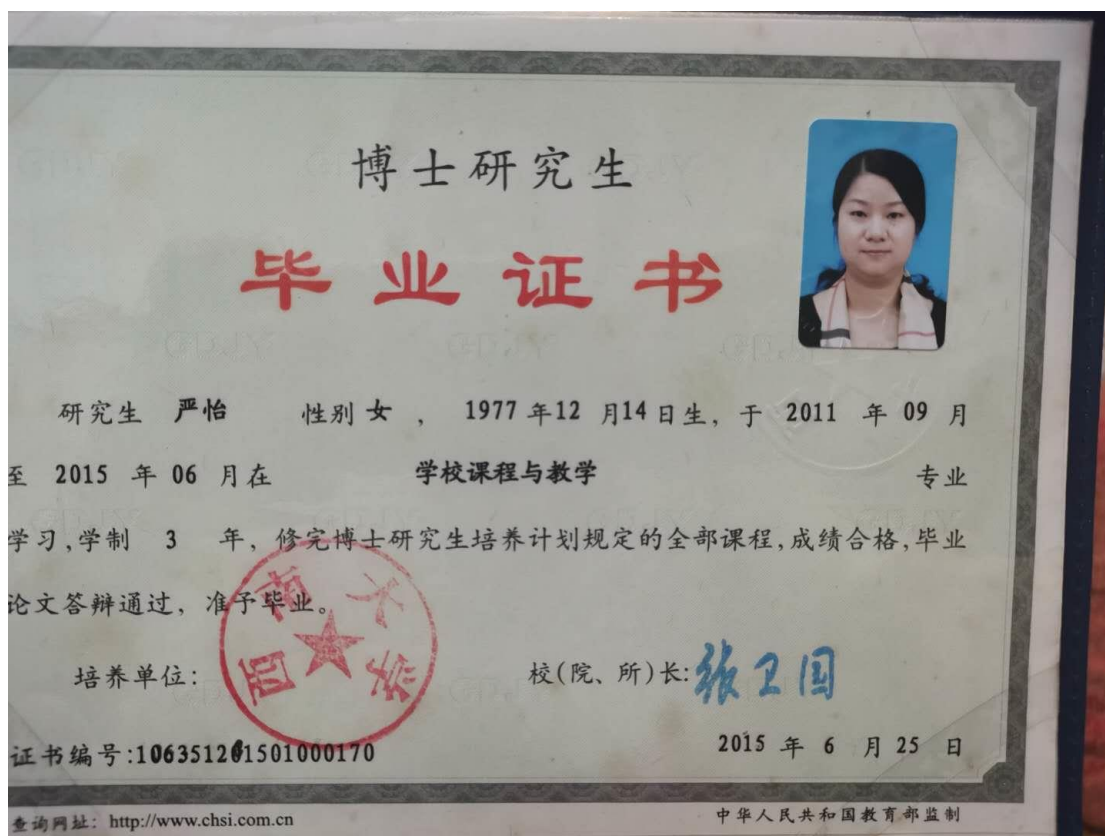 博士研究生
毕业证书
研究生 严怡 性别 女 , 1977 年 12 月 14 日生, 于 2011 年 09 月
至 2015 年 06 月在 学校课程与教学 专业
学习,学制 3 年, 修完博士研究生培养计划规定的全部课程,成绩合格,毕业
论文答辩通过, 准予毕业。
西南大学
培养单位: 校(院、所)长: 张卫国
证书编号:
2015 年 6 月 25 日
查询网址: http://www.chsi.com.cn 中华人民共和国教育部监制